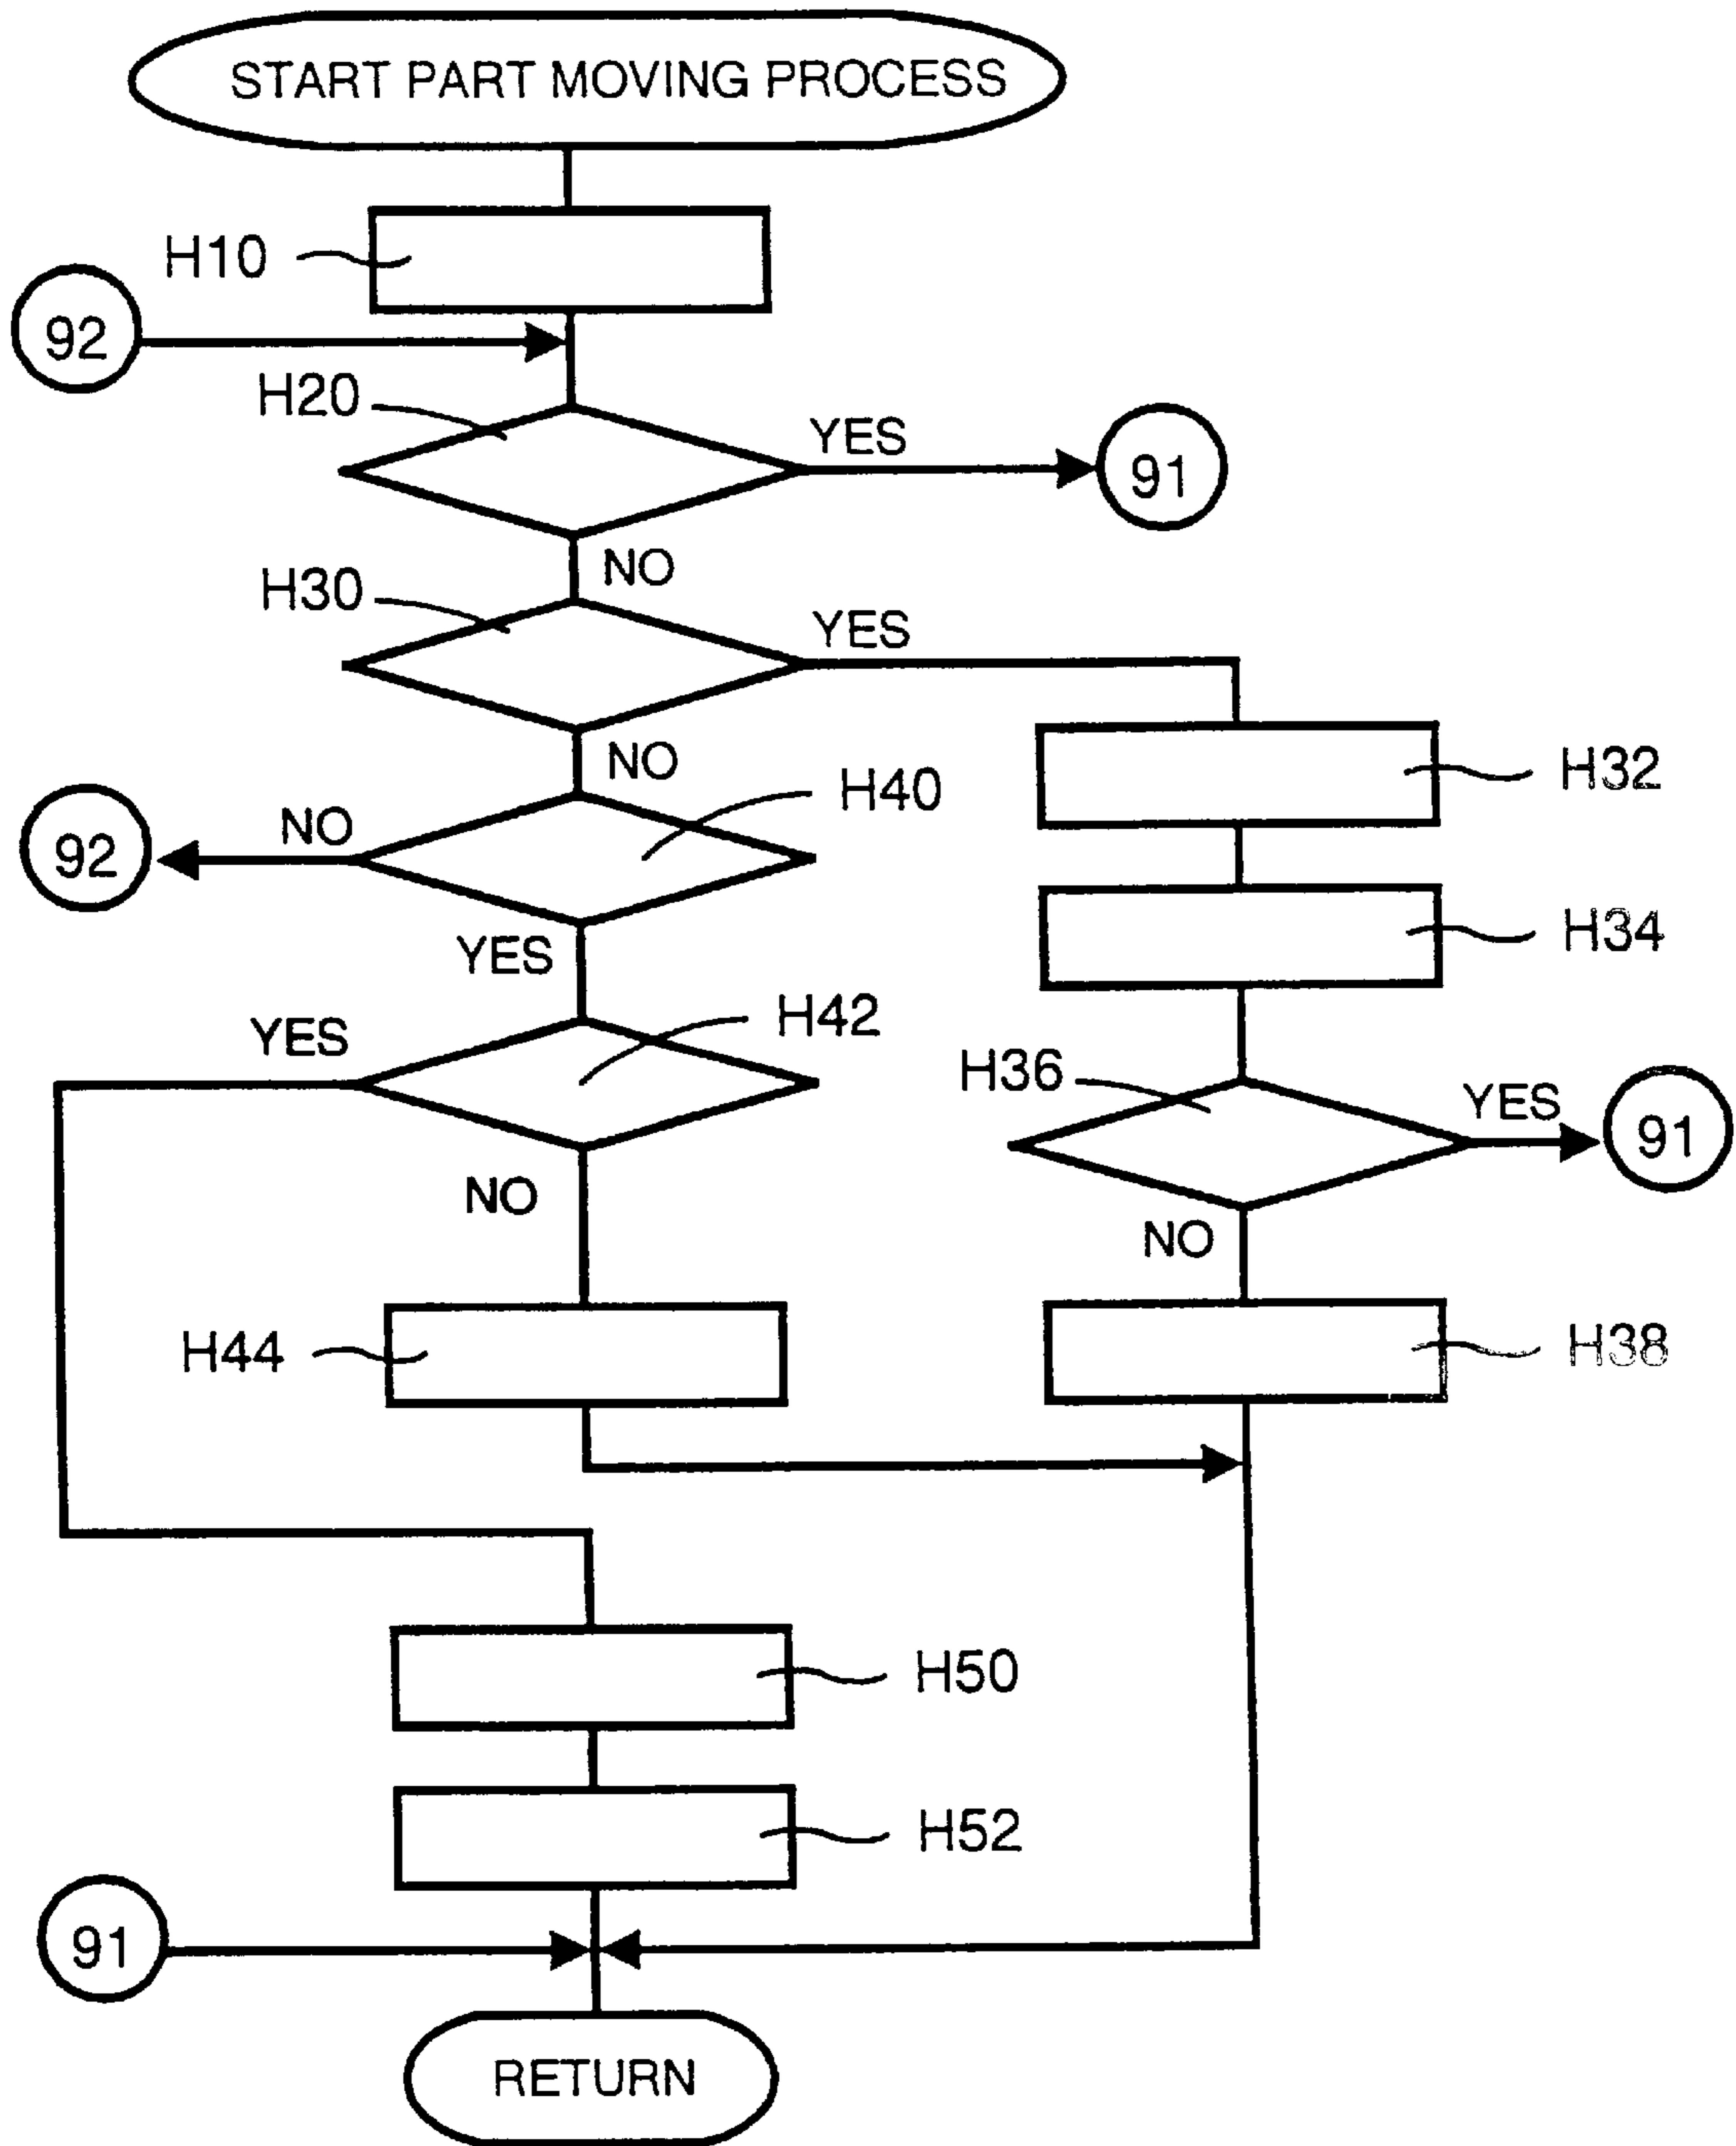 START PART MOVING PROCESS
H10
92
H20
YES
91
NO
H30
YES
NO
H32
H40
NO
92
H34
YES
H42
YES
H36
YES
91
NO
NO
H44
H38
H50
H52
91
RETURN